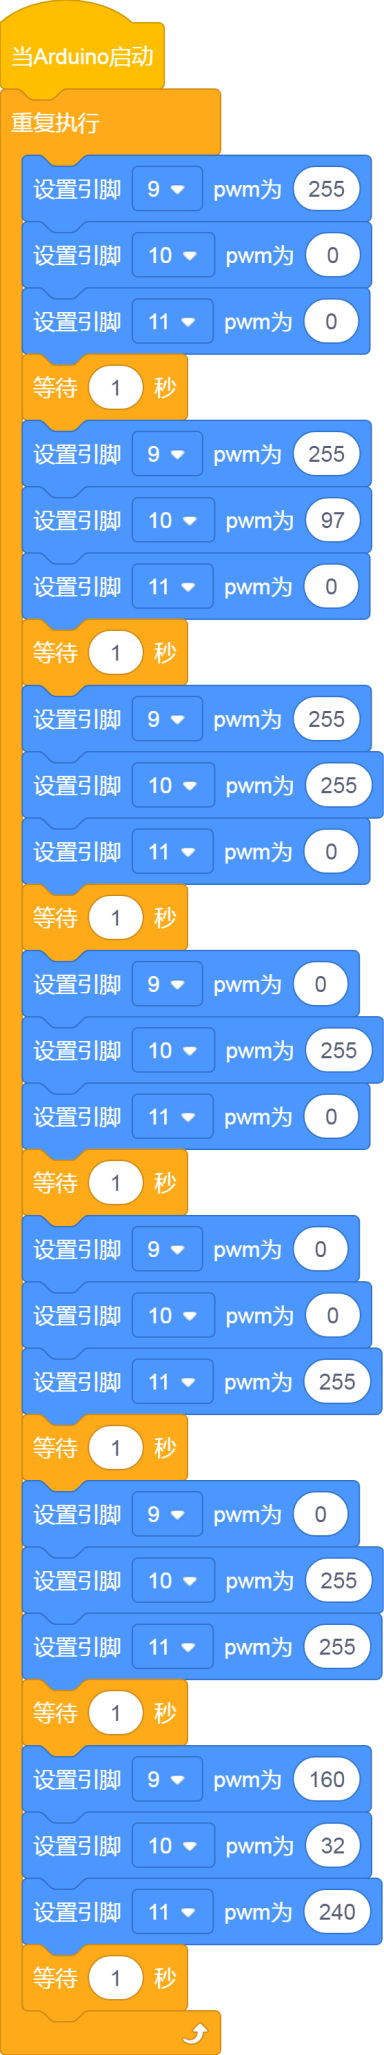 当Arduino启动
重复执行
设置引脚 9 pwm为 255
设置引脚 10 pwm为 0
设置引脚 11 pwm为 0
等待 1 秒
设置引脚 9 pwm为 255
设置引脚 10 pwm为 97
设置引脚 11 pwm为 0
等待 1 秒
设置引脚 9 pwm为 255
设置引脚 10 pwm为 255
设置引脚 11 pwm为 0
等待 1 秒
设置引脚 9 pwm为 0
设置引脚 10 pwm为 255
设置引脚 11 pwm为 0
等待 1 秒
设置引脚 9 pwm为 0
设置引脚 10 pwm为 0
设置引脚 11 pwm为 255
等待 1 秒
设置引脚 9 pwm为 0
设置引脚 10 pwm为 255
设置引脚 11 pwm为 255
等待 1 秒
设置引脚 9 pwm为 160
设置引脚 10 pwm为 32
设置引脚 11 pwm为 240
等待 1 秒